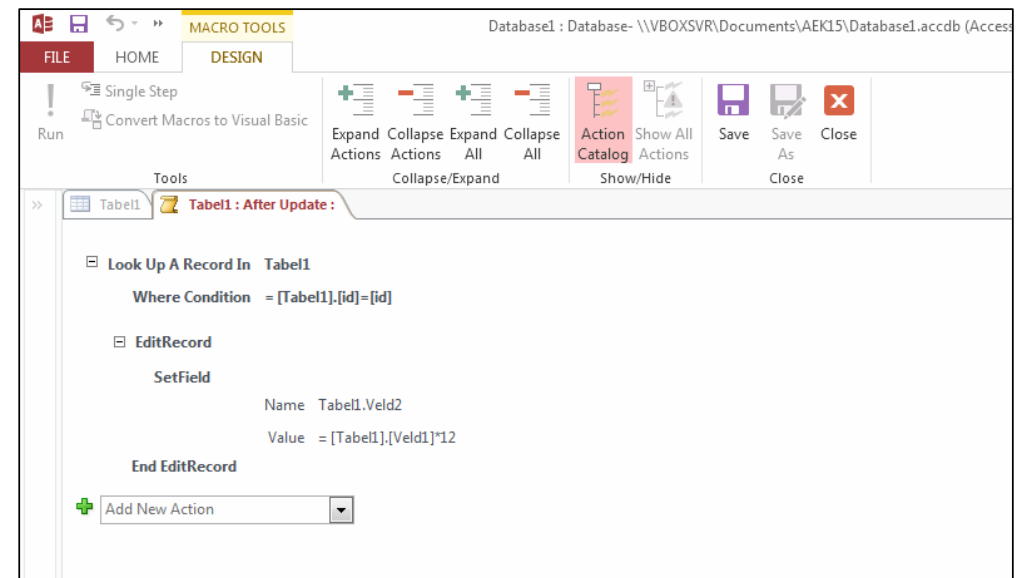 MACRO TOOLS
Database1 : Database- \\VBOXSVR\Documents\AEK15\Database1.accdb (Access
FILE HOME DESIGN
Run
Single Step
Convert Macros to Visual Basic
Expand Actions
Collapse Actions
Expand All
Collapse All
Action Catalog
Show All Actions
Save
Save As
Close
Tools Collapse/Expand Show/Hide Close
Tabel1 Tabel1 : After Update :
Look Up A Record In Tabel1
Where Condition = [Tabel1].[id]=[id]
EditRecord
SetField
Name Tabel1.Veld2
Value = [Tabel1].[Veld1]*12
End EditRecord
Add New Action